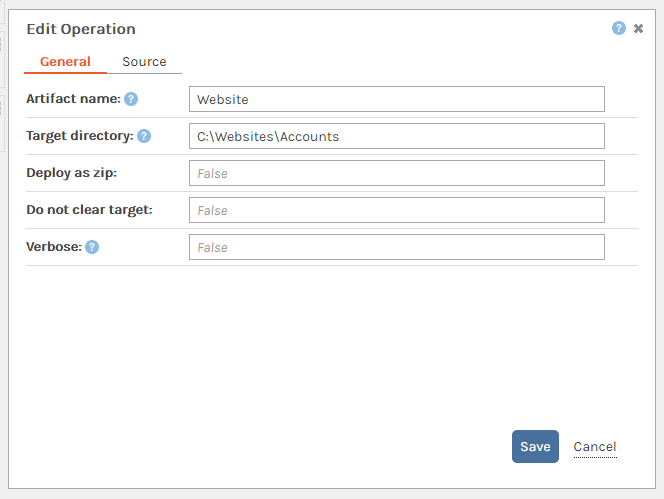 Edit Operation ? ✖
General Source
Artifact name: ? Website
Target directory: ? C:\Websites\Accounts
Deploy as zip: False
Do not clear target: False
Verbose: ? False
Save Cancel